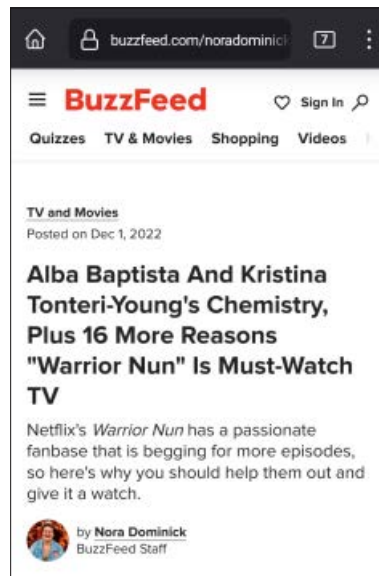 buzzfeed.com/noradominic
7
BuzzFeed
Sign In
Quizzes TV & Movies Shopping Videos
TV and Movies
Posted on Dec 1, 2022
Alba Baptista And Kristina
Tonteri-Young's Chemistry,
Plus 16 More Reasons
"Warrior Nun" Is Must-Watch
TV
Netflix's Warrior Nun has a passionate
fanbase that is begging for more episodes,
so here's why you should help them out and
give it a watch.
by Nora Dominick
BuzzFeed Staff